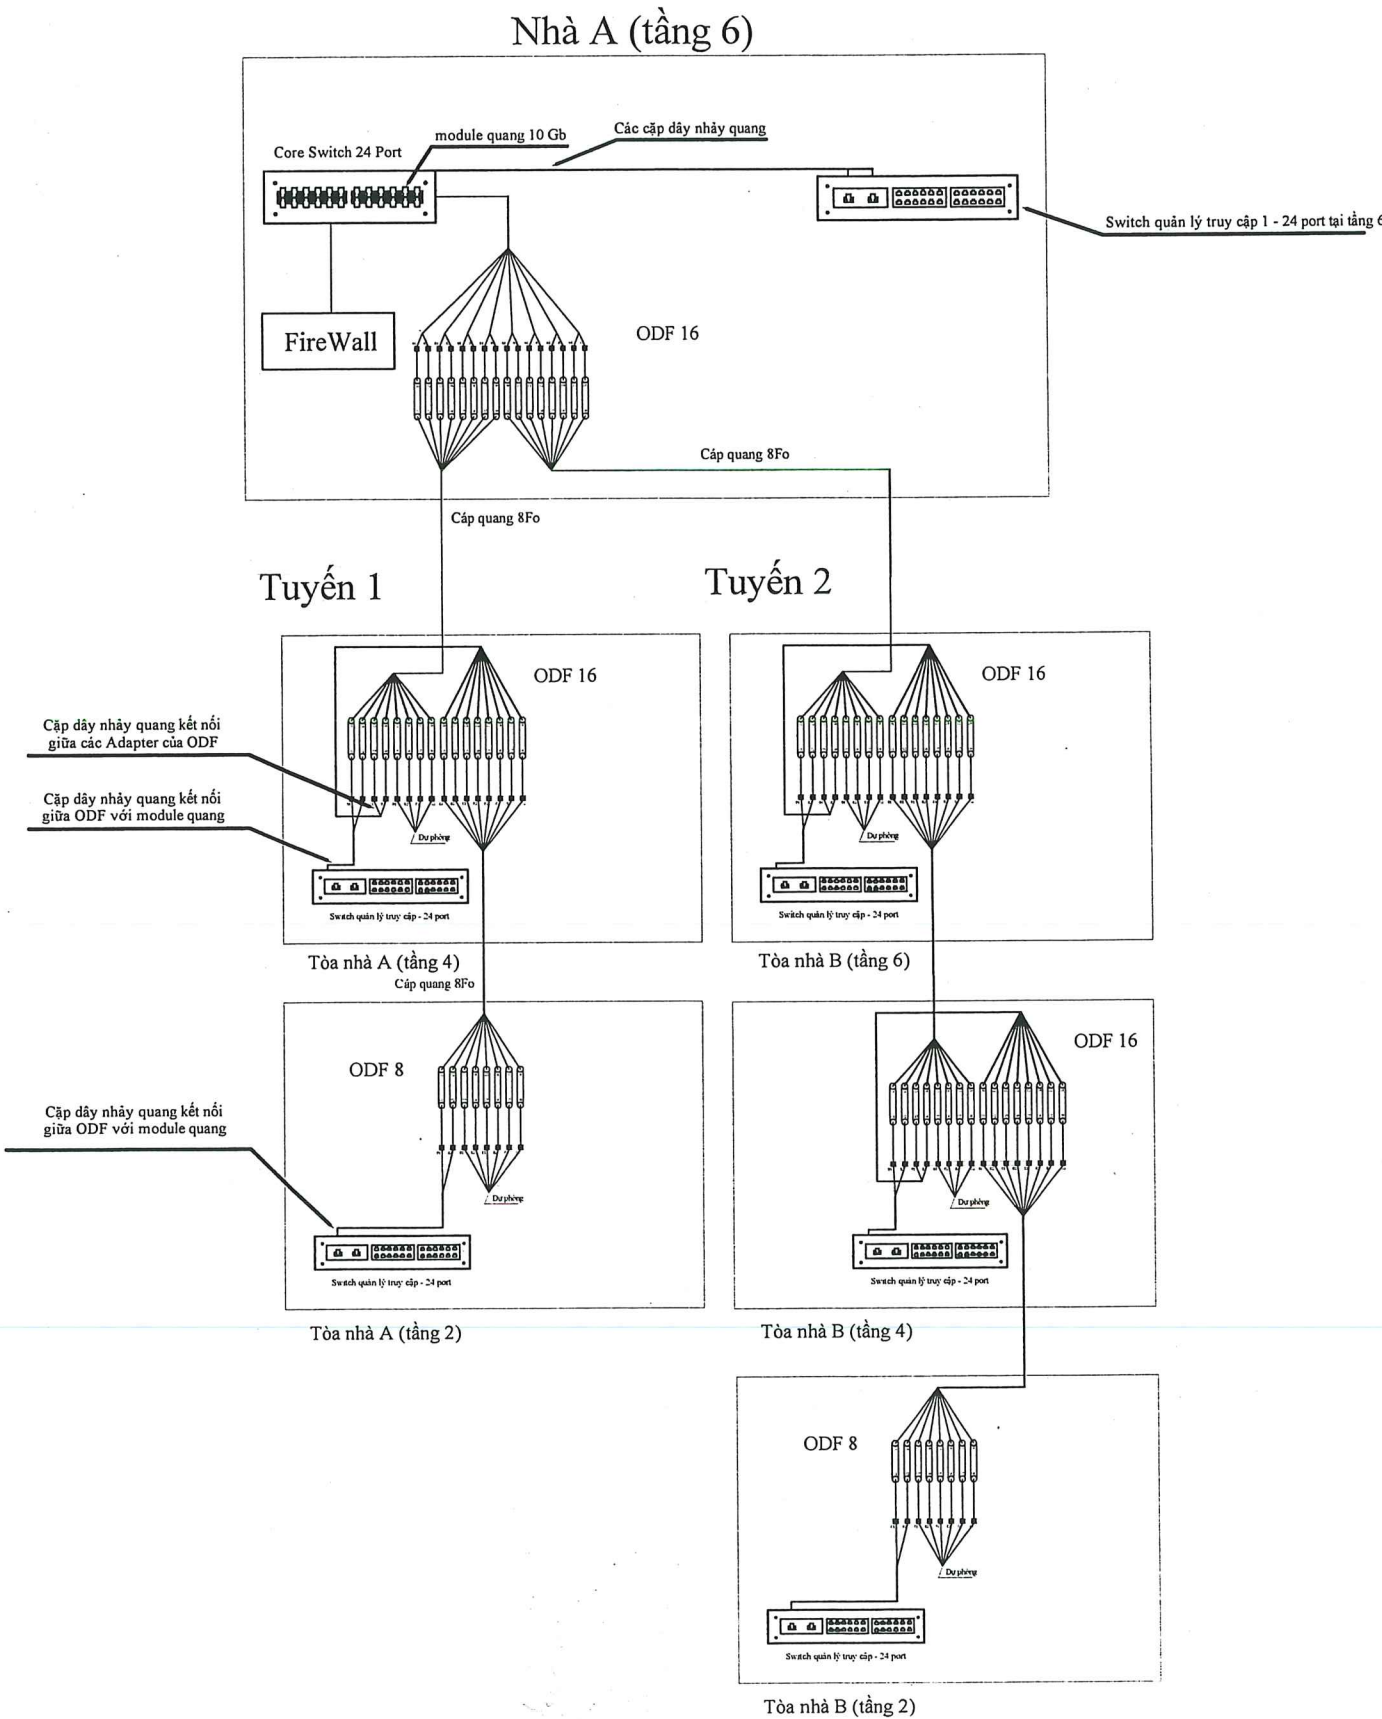 Nhà A (tầng 6)
module quang 10 Gb
Các cặp dây nhảy quang
Core Switch 24 Port
Switch quản lý truy cập 1 - 24 port tại tầng 6
FireWall
ODF 16
Cáp quang 8Fo
Cáp quang 8Fo
Tuyến 1
Tuyến 2
ODF 16
ODF 16
Cặp dây nhảy quang kết nối
giữa các Adapter của ODF
Cặp dây nhảy quang kết nối
giữa ODF với module quang
Dự phòng
Dự phòng
Switch quản lý truy cập - 24 port
Switch quản lý truy cập - 24 port
Tòa nhà A (tầng 4)
Tòa nhà B (tầng 6)
Cáp quang 8Fo
ODF 8
ODF 16
Cặp dây nhảy quang kết nối
giữa ODF với module quang
Dự phòng
Dự phòng
Switch quản lý truy cập - 24 port
Switch quản lý truy cập - 24 port
Tòa nhà A (tầng 2)
Tòa nhà B (tầng 4)
ODF 8
Dự phòng
Switch quản lý truy cập - 24 port
Tòa nhà B (tầng 2)